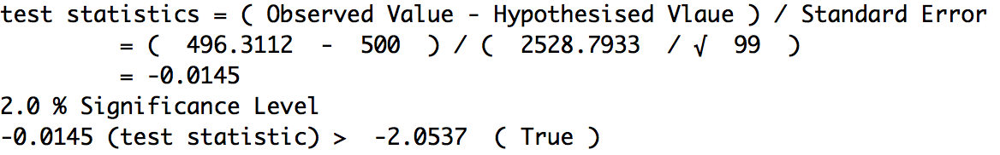 test statistics = ( Observed Value - Hypothesised Vlaue ) / Standard Error
= (  496.3112  -  500  ) / (  2528.7933  / √  99  )
= -0.0145
2.0 % Significance Level
-0.0145 (test statistic) >  -2.0537  ( True )